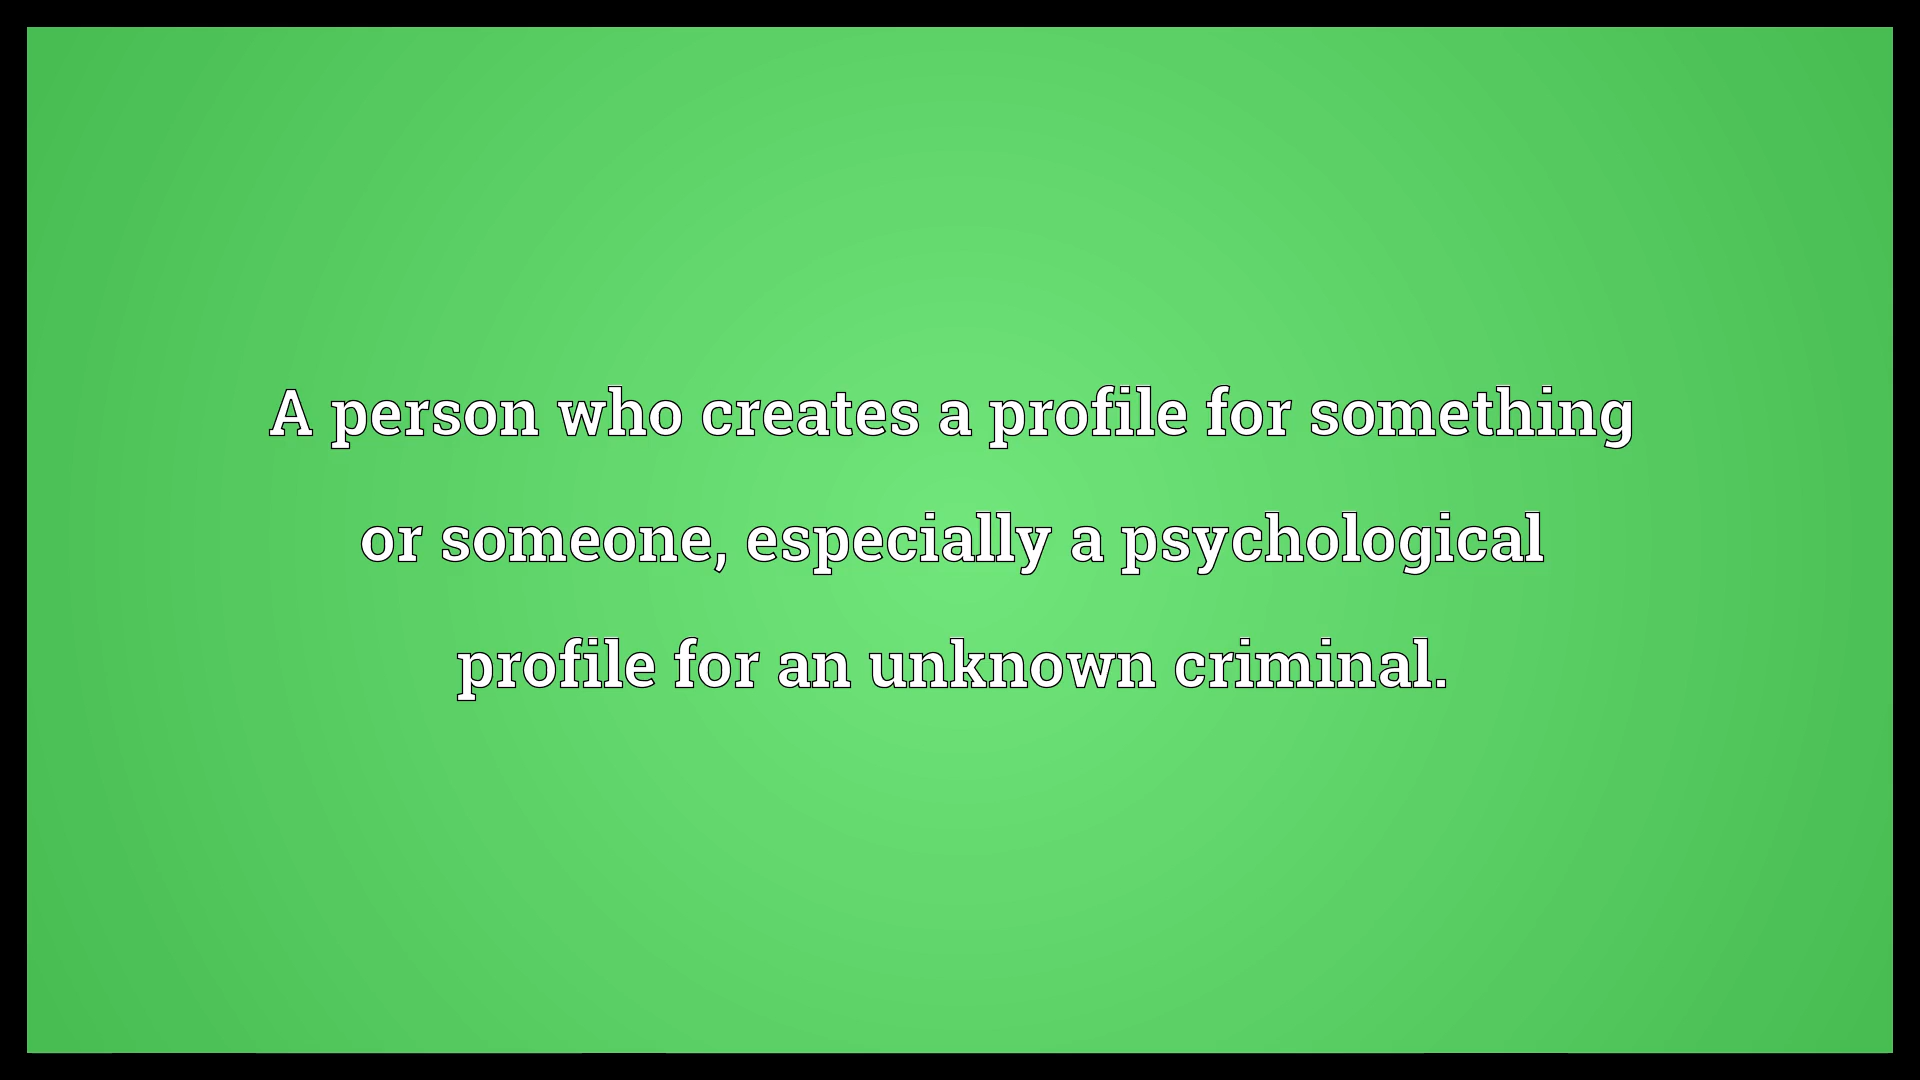 A person who creates a profile for something
or someone, especially a psychological
profile for an unknown criminal.